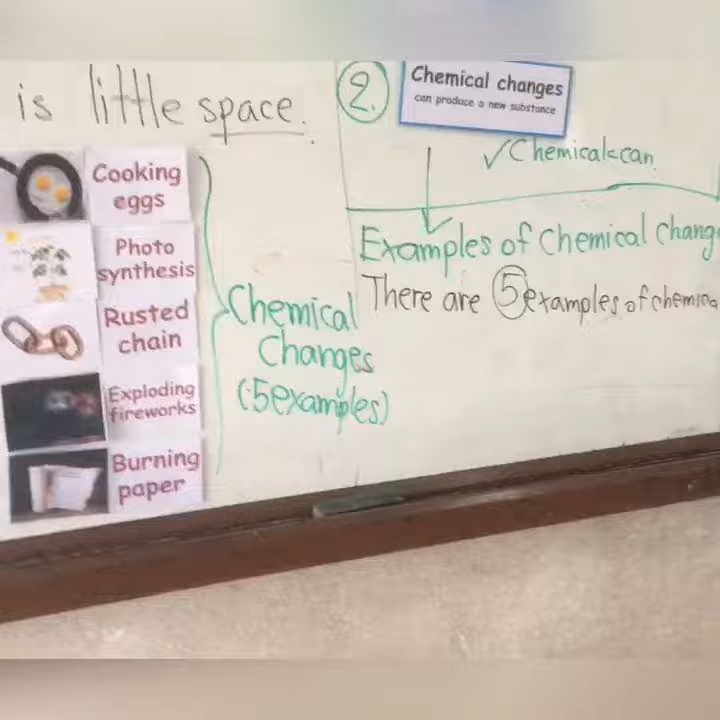 is little space.
Cooking
eggs
Photo
synthesis
Rusted
chain
Exploding
fireworks
Burning
paper
Chemical
Changes
(5 examples)
2.
Chemical changes
can produce a new substance
✓Chemical=can
Examples of Chemical Chang
There are 5 examples of chemica